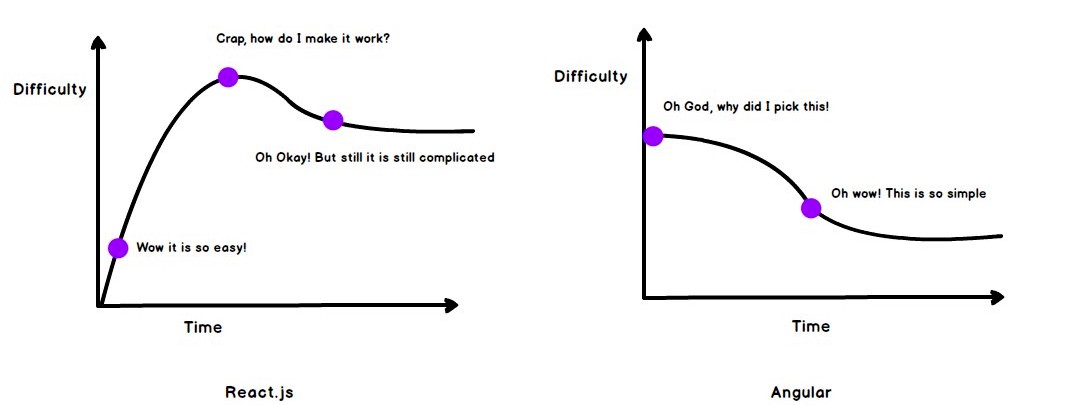 Crap, how do I make it work?
Difficulty
Oh Okay! But still it is still complicated
Wow it is so easy!
Time
React.js
Difficulty
Oh God, why did I pick this!
Oh wow! This is so simple
Time
Angular